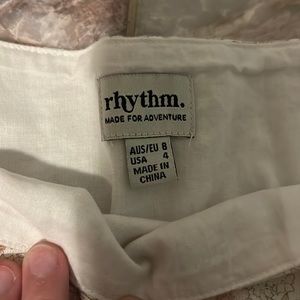 rhythm.
MADE FOR ADVENTURE
AUS/EU 8
USA 4
MADE IN
CHINA